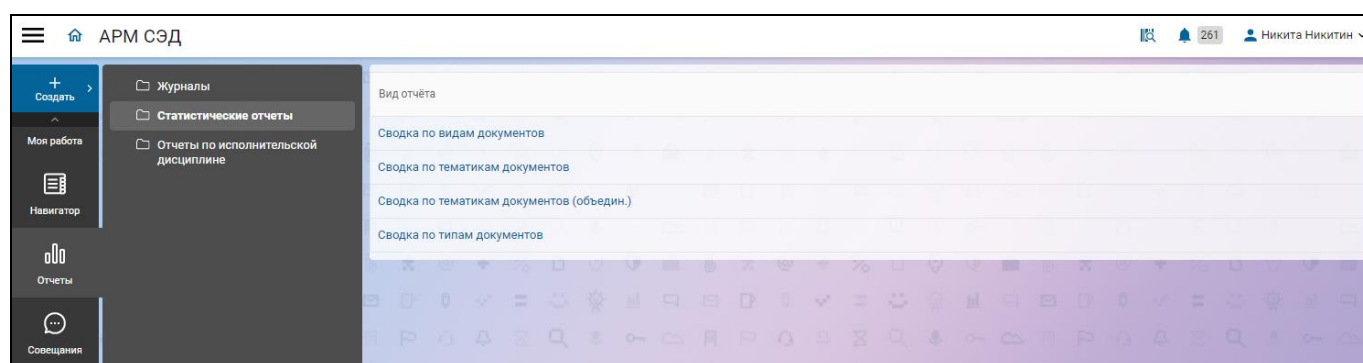 АРМ СЭД
261
Никита Никитин
Создать
Моя работа
Навигатор
Отчеты
Совещания
Журналы
Статистические отчеты
Отчеты по исполнительской
дисциплине
Вид отчёта
Сводка по видам документов
Сводка по тематикам документов
Сводка по тематикам документов (объедин.)
Сводка по типам документов